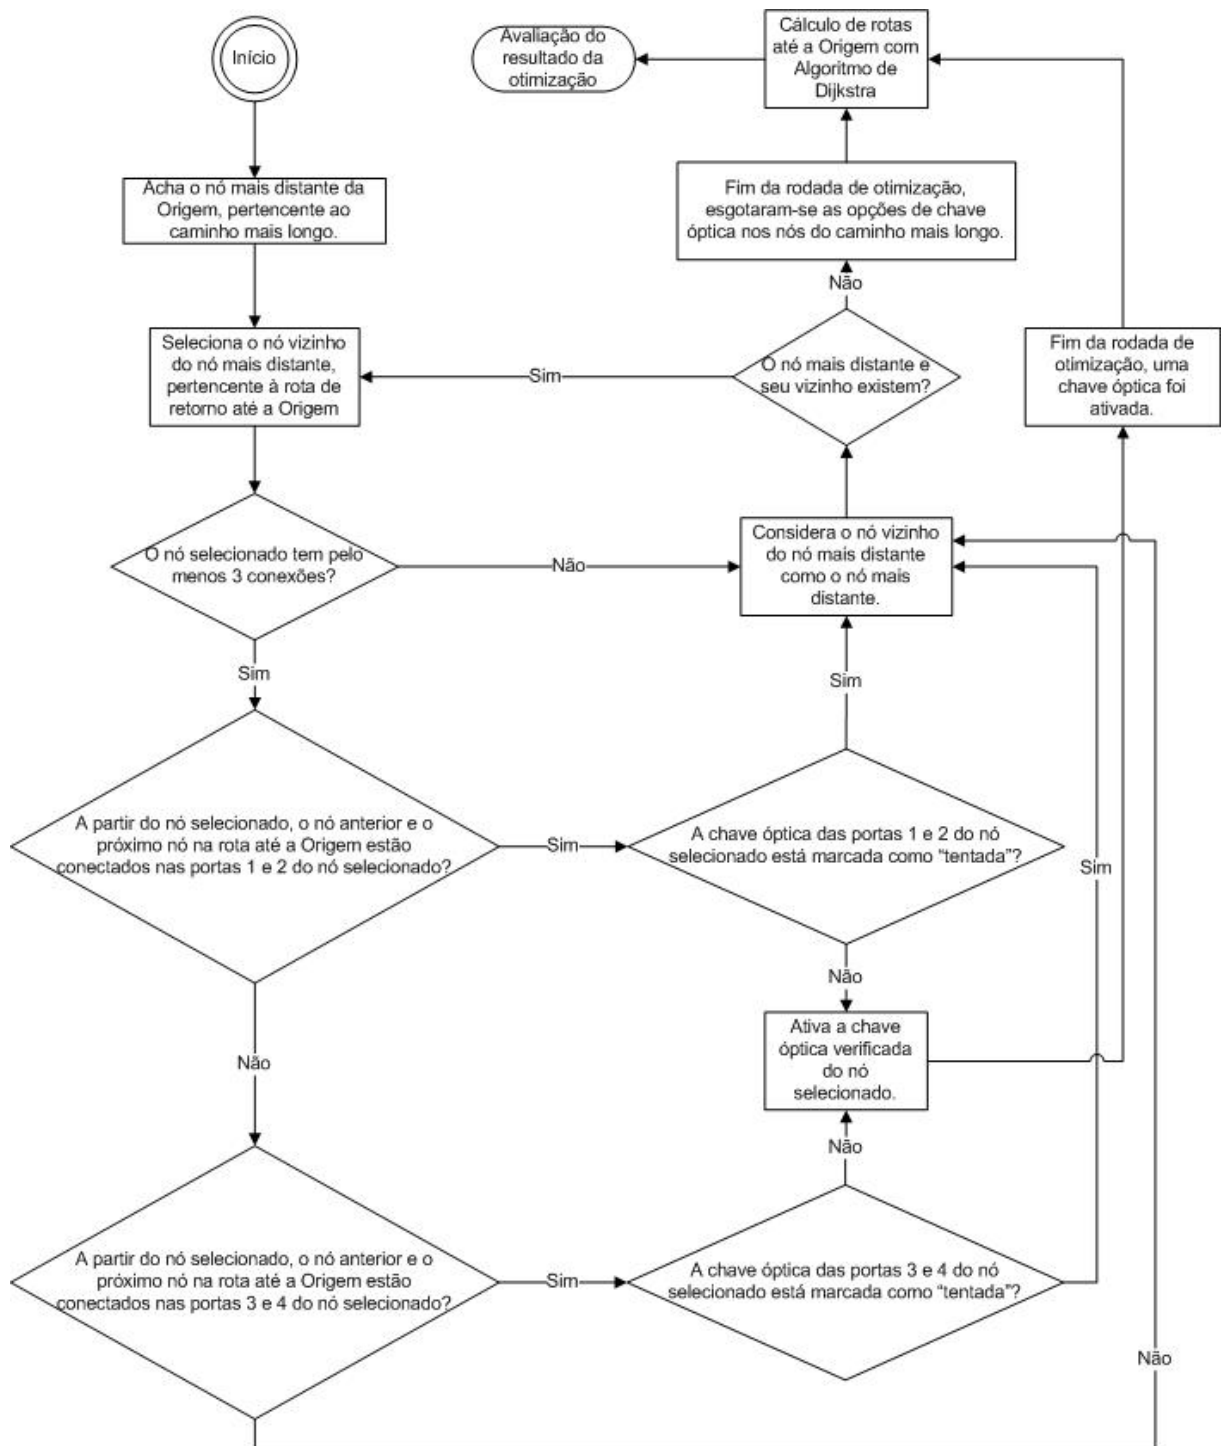 Início
Avaliação do
resultado da
otimização
Cálculo de rotas
até a Origem com
Algoritmo de
Dijkstra
Acha o nó mais distante da
Origem, pertencente ao
caminho mais longo.
Fim da rodada de otimização,
esgotaram-se as opções de chave
óptica nos nós do caminho mais longo.
Não
Seleciona o nó vizinho
do nó mais distante,
pertencente à rota de
retorno até a Origem
Sim
O nó mais distante e
seu vizinho existem?
Fim da rodada de
otimização, uma
chave óptica foi
ativada.
O nó selecionado tem pelo
menos 3 conexões?
Não
Considera o nó vizinho
do nó mais distante
como o nó mais
distante.
Sim
Sim
A partir do nó selecionado, o nó anterior e o
próximo nó na rota até a Origem estão
conectados nas portas 1 e 2 do nó selecionado?
Sim
A chave óptica das portas 1 e 2 do nó
selecionado está marcada como “tentada”?
Sim
Não
Não
Ativa a chave
óptica verificada
do nó
selecionado.
Não
A partir do nó selecionado, o nó anterior e o
próximo nó na rota até a Origem estão
conectados nas portas 3 e 4 do nó selecionado?
Sim
A chave óptica das portas 3 e 4 do nó
selecionado está marcada como “tentada”?
Não